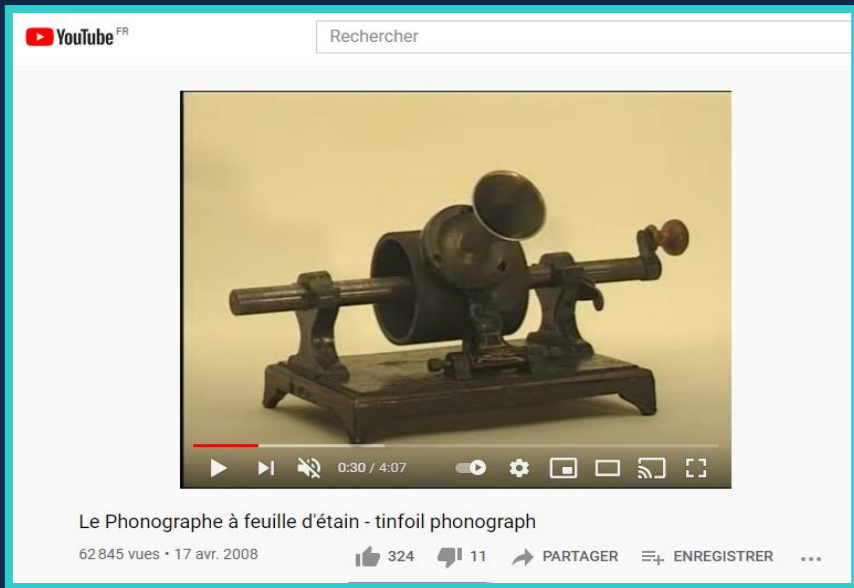 YouTube FR
Rechercher
0:30 / 4:07
Le Phonographe à feuille d'étain - tinfoil phonograph
62 845 vues • 17 avr. 2008
324
11
PARTAGER
ENREGISTRER